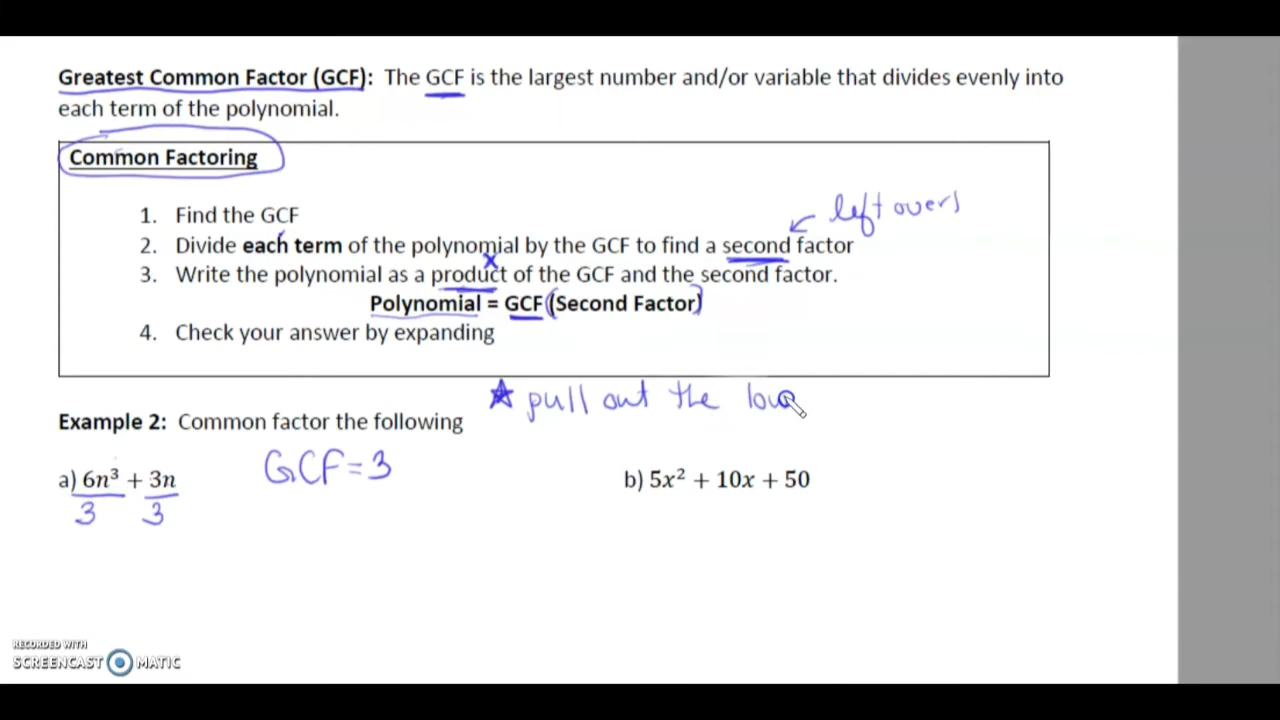 Greatest Common Factor (GCF): The GCF is the largest number and/or variable that divides evenly into
each term of the polynomial.
Common Factoring
left overs
1. Find the GCF
2. Divide each term of the polynomial by the GCF to find a second factor
x
3. Write the polynomial as a product of the GCF and the second factor.
Polynomial = GCF (Second Factor)
4. Check your answer by expanding
★ pull out the
Example 2: Common factor the following
GCF = 3
a) 6n³ + 3n
b) 5x² + 10x + 50
3 3
RECORDED WITH
SCREENCAST MATIC